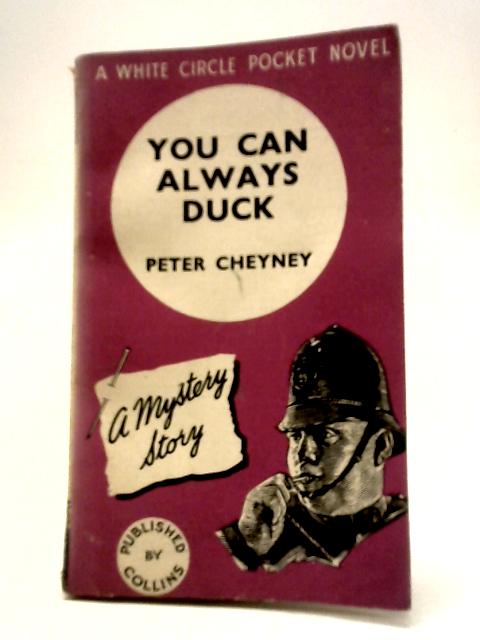 A WHITE CIRCLE POCKET NOVEL
YOU CAN
ALWAYS
DUCK
PETER CHEYNEY
A Mystery
Story
PUBLISHED
BY
COLLINS